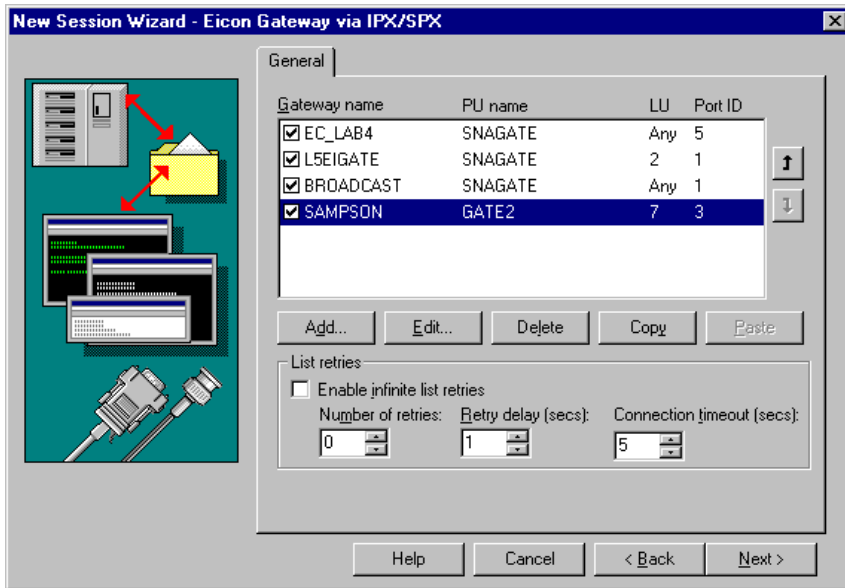 New Session Wizard - Eicon Gateway via IPX/SPX
General
Gateway name PU name LU Port ID
EC_LAB4 SNAGATE Any 5
L5EIGATE SNAGATE 2 1
BROADCAST SNAGATE Any 1
SAMPSON GATE2 7 3
Add... Edit... Delete Copy Paste
List retries
Enable infinite list retries
Number of retries: Retry delay (secs): Connection timeout (secs):
0 1 5
Help Cancel < Back Next >